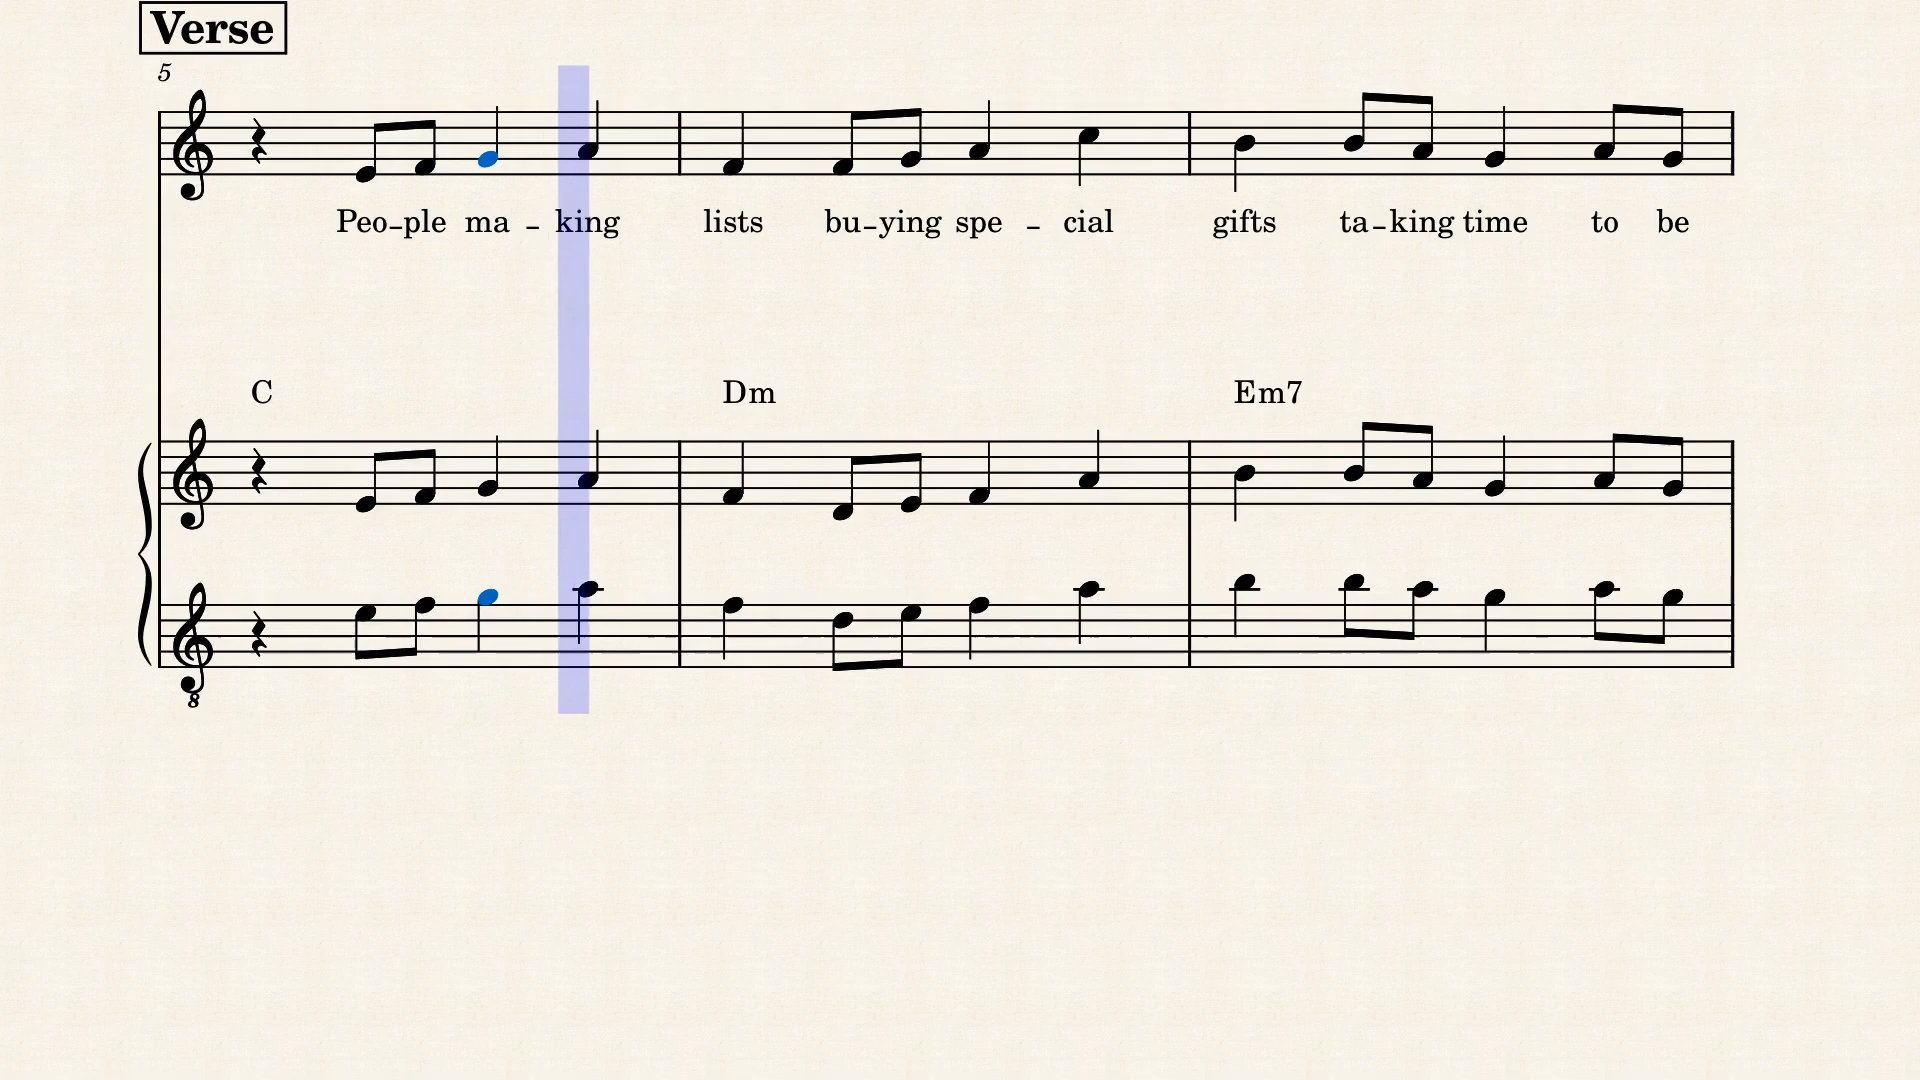 Verse
5
Peo-ple ma - king lists bu-ying spe - cial gifts ta-king time to be
C Dm Em7
8